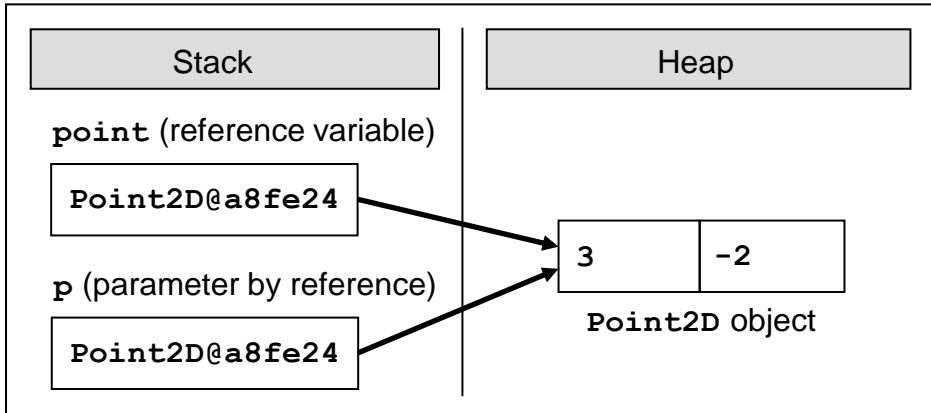 Stack
Heap
point (reference variable)
Point2D@a8fe24
3
-2
p (parameter by reference)
Point2D object
Point2D@a8fe24